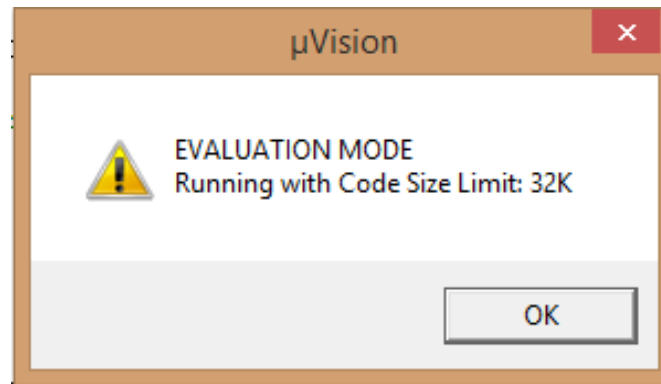 µVision
EVALUATION MODE
Running with Code Size Limit: 32K
OK